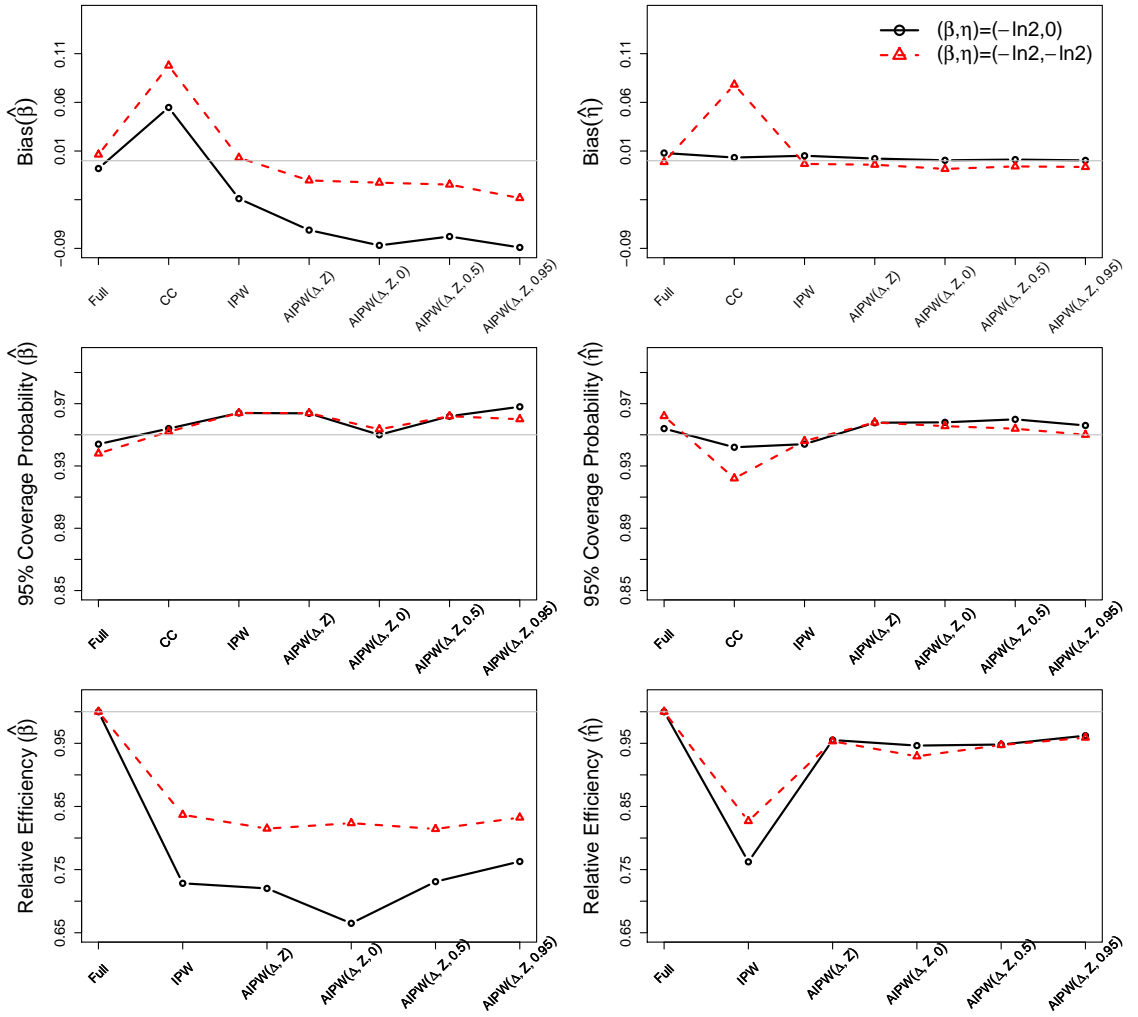 Bias(β̂)
0.11
0.06
0.01
−0.09
Full
CC
IPW
AIPW(Δ, Z)
AIPW(Δ, Z, 0)
AIPW(Δ, Z, 0.5)
AIPW(Δ, Z, 0.95)
Bias(η̂)
0.11
0.06
0.01
−0.09
(β,η)=(−ln2,0)
(β,η)=(−ln2,−ln2)
Full
CC
IPW
AIPW(Δ, Z)
AIPW(Δ, Z, 0)
AIPW(Δ, Z, 0.5)
AIPW(Δ, Z, 0.95)
95% Coverage Probability (β̂)
0.97
0.93
0.89
0.85
Full
CC
IPW
AIPW(Δ, Z)
AIPW(Δ, Z, 0)
AIPW(Δ, Z, 0.5)
AIPW(Δ, Z, 0.95)
95% Coverage Probability (η̂)
0.97
0.93
0.89
0.85
Full
CC
IPW
AIPW(Δ, Z)
AIPW(Δ, Z, 0)
AIPW(Δ, Z, 0.5)
AIPW(Δ, Z, 0.95)
Relative Efficiency (β̂)
0.95
0.85
0.75
0.65
Full
IPW
AIPW(Δ, Z)
AIPW(Δ, Z, 0)
AIPW(Δ, Z, 0.5)
AIPW(Δ, Z, 0.95)
Relative Efficiency (η̂)
0.95
0.85
0.75
0.65
Full
IPW
AIPW(Δ, Z)
AIPW(Δ, Z, 0)
AIPW(Δ, Z, 0.5)
AIPW(Δ, Z, 0.95)